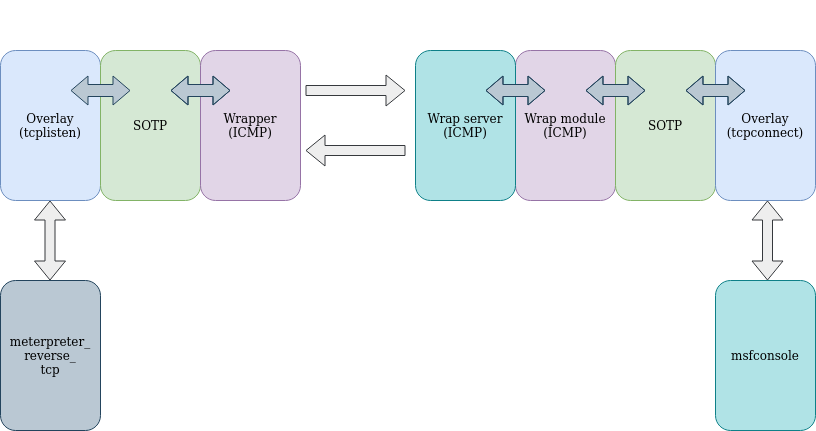 Overlay
(tcplisten)
SOTP
Wrapper
(ICMP)
Wrap server
(ICMP)
Wrap module
(ICMP)
SOTP
Overlay
(tcpconnect)
meterpreter_
reverse_
tcp
msfconsole